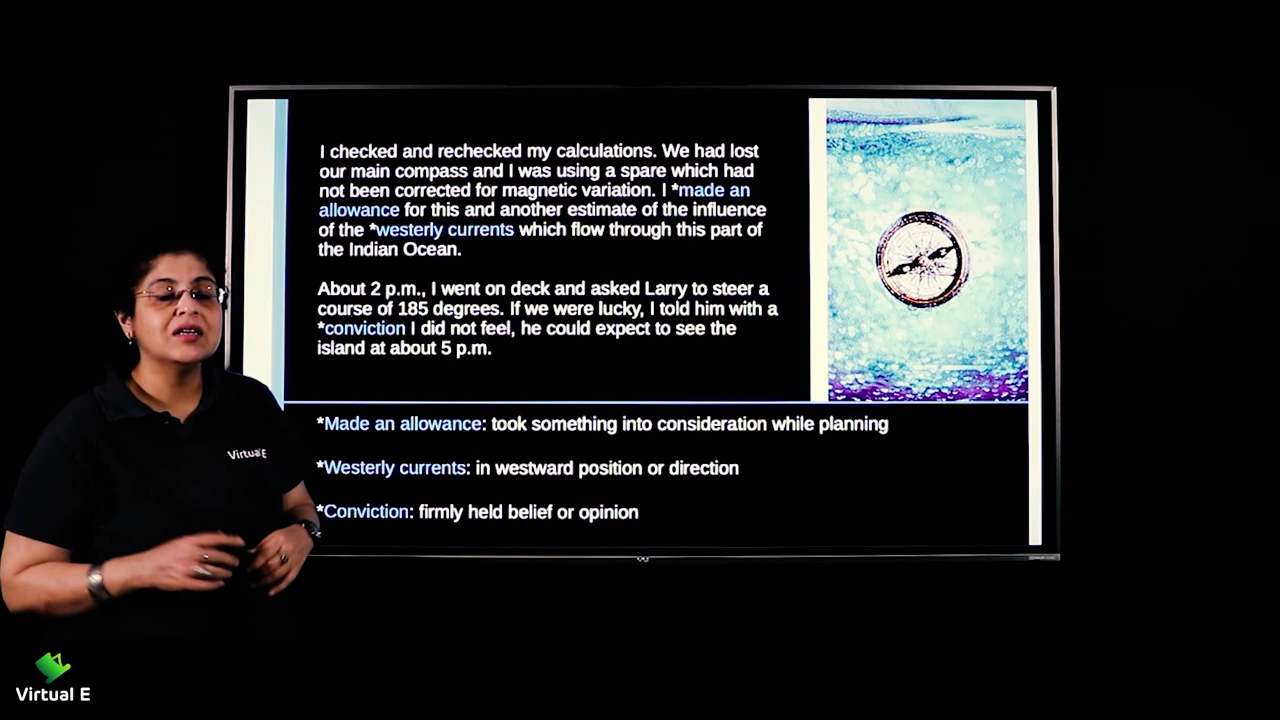 I checked and rechecked my calculations. We had lost
our main compass and I was using a spare which had
not been corrected for magnetic variation. I *made an
allowance for this and another estimate of the influence
of the *westerly currents which flow through this part of
the Indian Ocean.
About 2 p.m., I went on deck and asked Larry to steer a
course of 185 degrees. If we were lucky, I told him with a
*conviction I did not feel, he could expect to see the
island at about 5 p.m.
*Made an allowance: took something into consideration while planning
*Westerly currents: in westward position or direction
*Conviction: firmly held belief or opinion
Virtual E
Virtual E